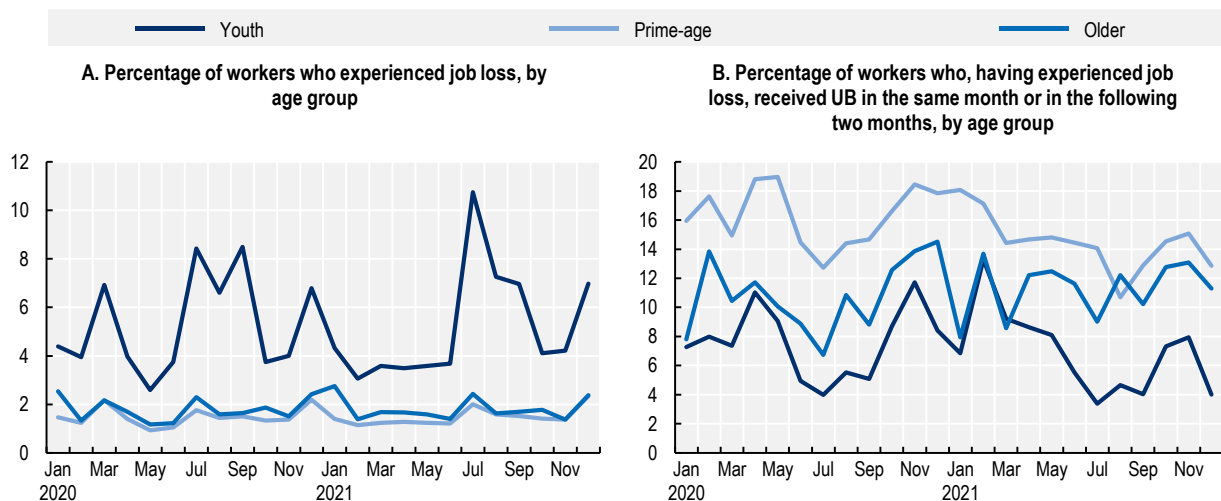 Youth Prime-age Older
A. Percentage of workers who experienced job loss, by
age group
12
10
8
6
4
2
0
Jan Mar May Jul Sep Nov Jan Mar May Jul Sep Nov
2020 2021
B. Percentage of workers who, having experienced job
loss, received UB in the same month or in the following
two months, by age group
20
18
16
14
12
10
8
6
4
2
0
Jan Mar May Jul Sep Nov Jan Mar May Jul Sep Nov
2020 2021